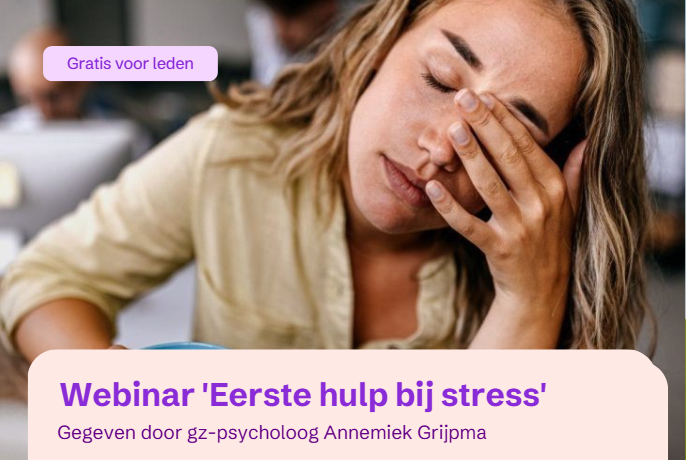 Gratis voor leden
Webinar 'Eerste hulp bij stress'
Gegeven door gz-psycholoog Annemiek Grijpma